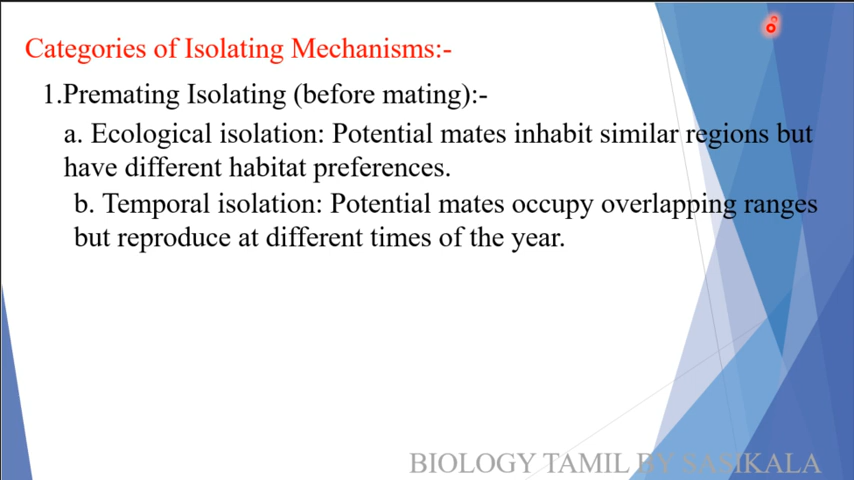 Categories of Isolating Mechanisms:-
1.Premating Isolating (before mating):-
a. Ecological isolation: Potential mates inhabit similar regions but
have different habitat preferences.
b. Temporal isolation: Potential mates occupy overlapping ranges
but reproduce at different times of the year.
BIOLOGY TAMIL BY SASIKALA